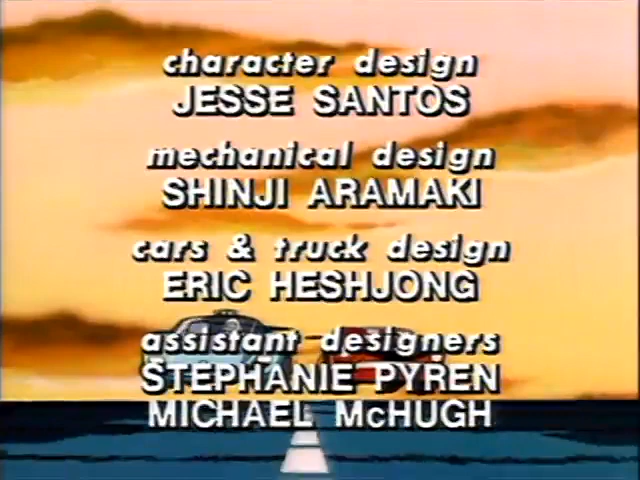 character design
JESSE SANTOS
mechanical design
SHINJI ARAMAKI
cars & truck design
ERIC HESHJONG
assistant designers
STEPHANIE PYREN
MICHAEL McHUGH